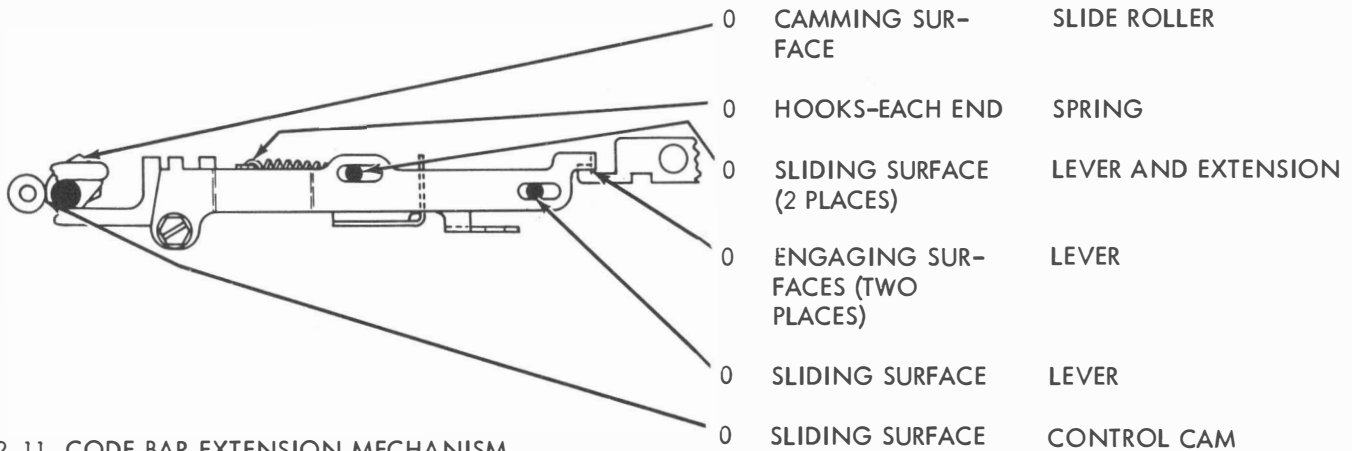 0 CAMMING SUR- SLIDE ROLLER
FACE
0 HOOKS-EACH END SPRING
0 SLIDING SURFACE LEVER AND EXTENSION
(2 PLACES)
0 ENGAGING SUR- LEVER
FACES (TWO
PLACES)
0 SLIDING SURFACE LEVER
0 SLIDING SURFACE CONTROL CAM
2.11 CODE BAR EXTENSION MECHANISM